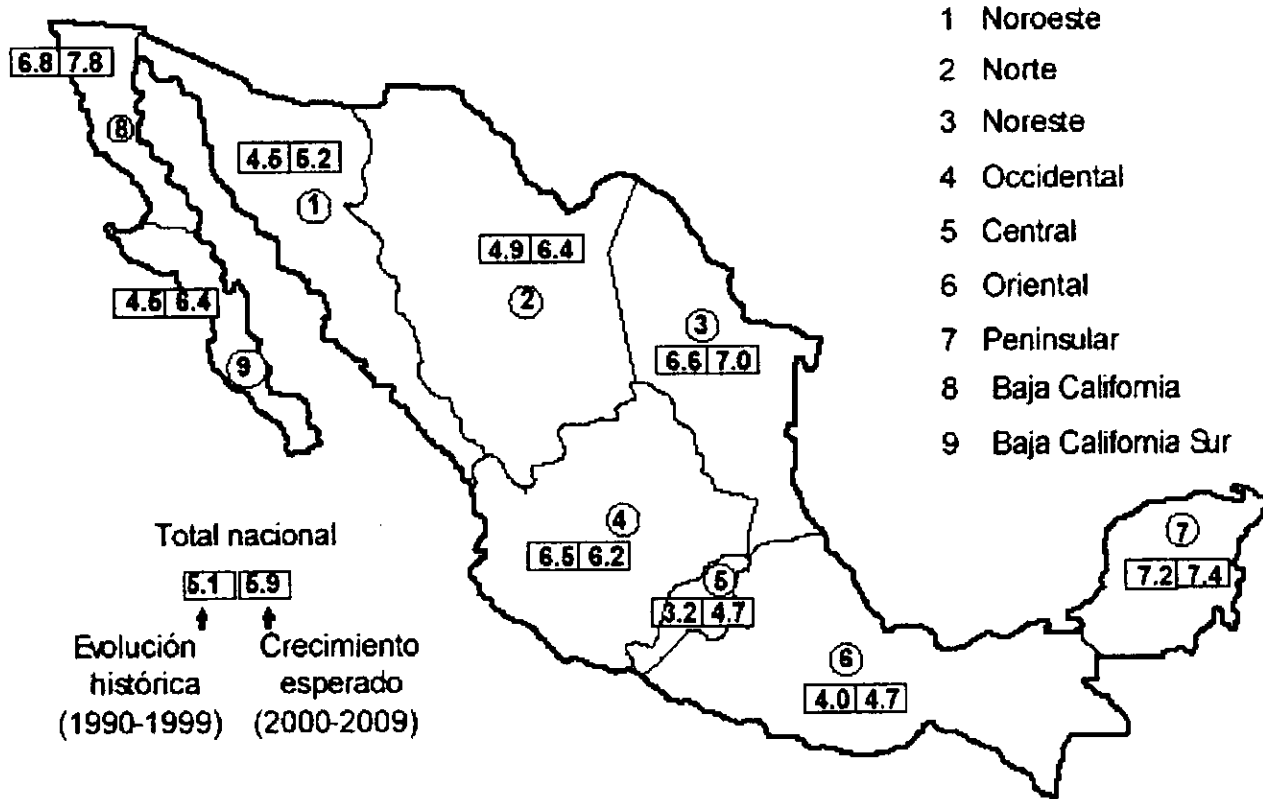 1 Noroeste
2 Norte
3 Noreste
4 Occidental
5 Central
6 Oriental
7 Peninsular
8 Baja California
9 Baja California Sur
6.8 7.8
8
4.5 5.2
1
4.9 6.4
2
4.5 6.4
9
3
6.6 7.0
4
6.5 6.2
5
3.2 4.7
6
4.0 4.7
7
7.2 7.4
Total nacional
5.1 5.9
Evolución Crecimiento
histórica esperado
(1990-1999) (2000-2009)